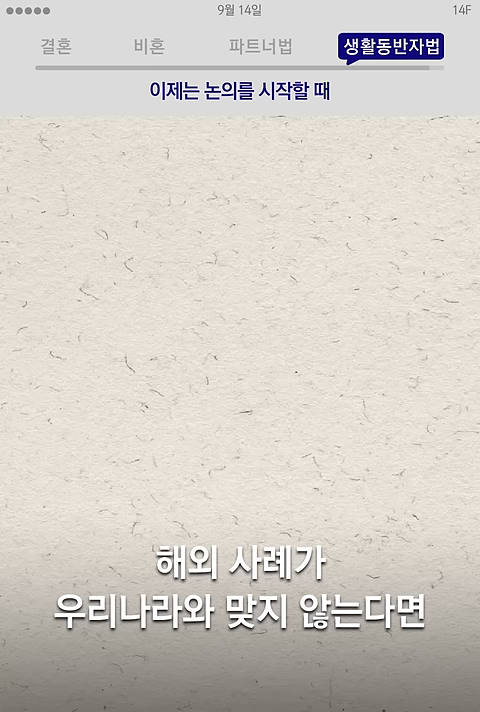 9월 14일
14F
결혼 비혼 파트너법 생활동반자법
이제는 논의를 시작할 때
해외 사례가
우리나라와 맞지 않는다면